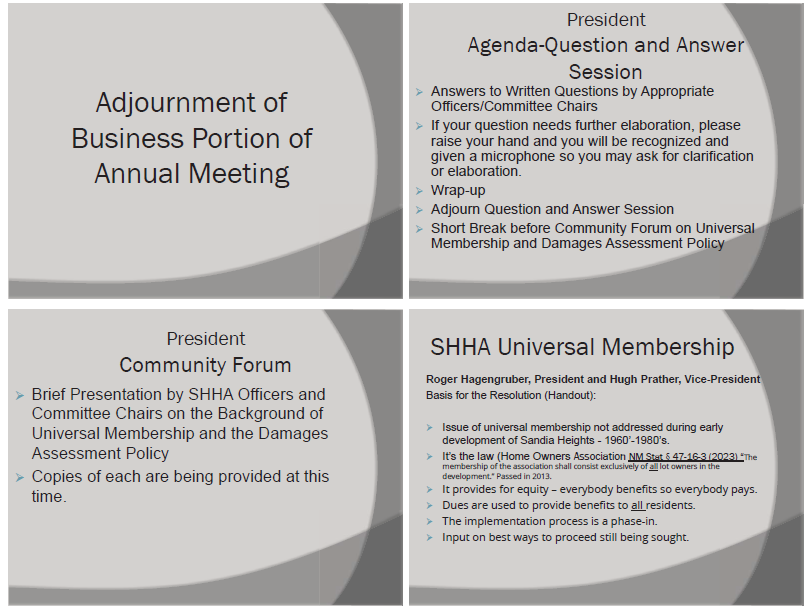 Adjournment of
Business Portion of
Annual Meeting
President
Agenda-Question and Answer
Session
➢ Answers to Written Questions by Appropriate
Officers/Committee Chairs
➢ If your question needs further elaboration, please
raise your hand and you will be recognized and
given a microphone so you may ask for clarification
or elaboration.
➢ Wrap-up
➢ Adjourn Question and Answer Session
➢ Short Break before Community Forum on Universal
Membership and Damages Assessment Policy
President
Community Forum
➢ Brief Presentation by SHHA Officers and
Committee Chairs on the Background of
Universal Membership and the Damages
Assessment Policy
➢ Copies of each are being provided at this
time.
SHHA Universal Membership
Roger Hagengruber, President and Hugh Prather, Vice-President
Basis for the Resolution (Handout):
➢ Issue of universal membership not addressed during early
development of Sandia Heights - 1960'-1980's.
➢ It's the law (Home Owners Association NM Stat § 47-16-3 (2023) "The
membership of the association shall consist exclusively of all lot owners in the
development." Passed in 2013.
➢ It provides for equity – everybody benefits so everybody pays.
➢ Dues are used to provide benefits to all residents.
➢ The implementation process is a phase-in.
➢ Input on best ways to proceed still being sought.